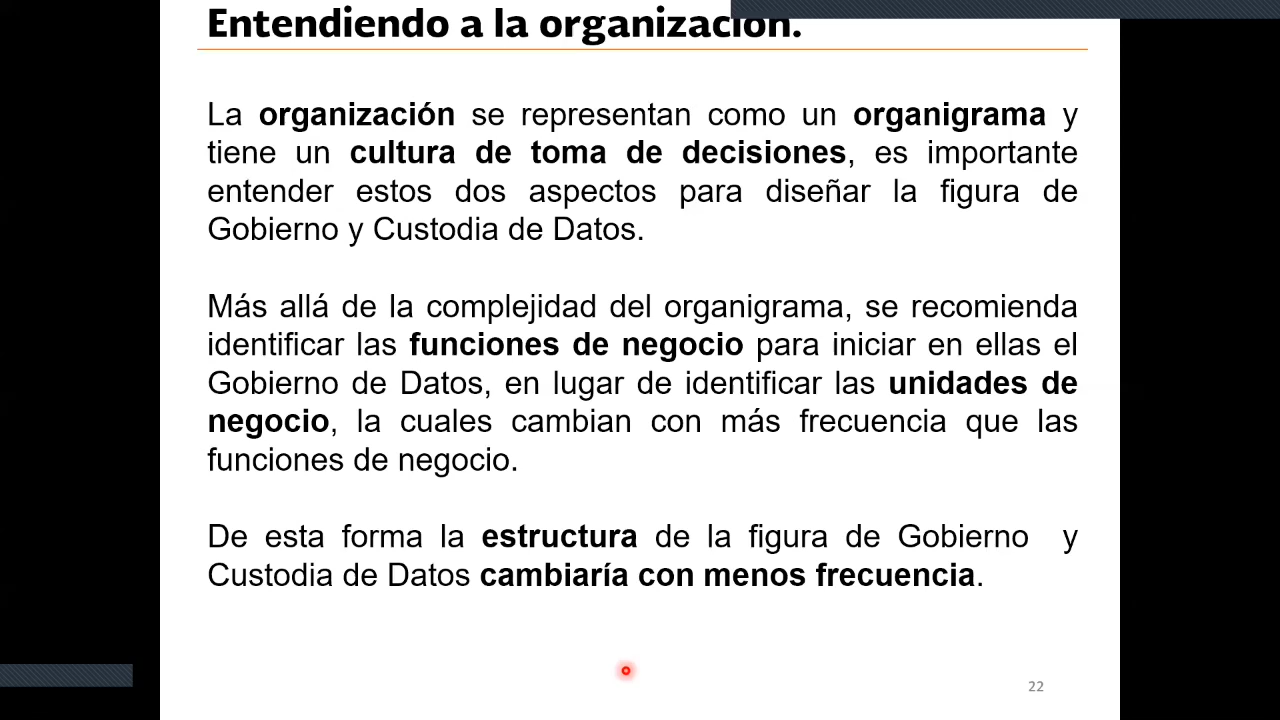 Entendiendo a la organización.
La organización se representan como un organigrama y
tiene un cultura de toma de decisiones, es importante
entender estos dos aspectos para diseñar la figura de
Gobierno y Custodia de Datos.
Más allá de la complejidad del organigrama, se recomienda
identificar las funciones de negocio para iniciar en ellas el
Gobierno de Datos, en lugar de identificar las unidades de
negocio, la cuales cambian con más frecuencia que las
funciones de negocio.
De esta forma la estructura de la figura de Gobierno y
Custodia de Datos cambiaría con menos frecuencia.
22